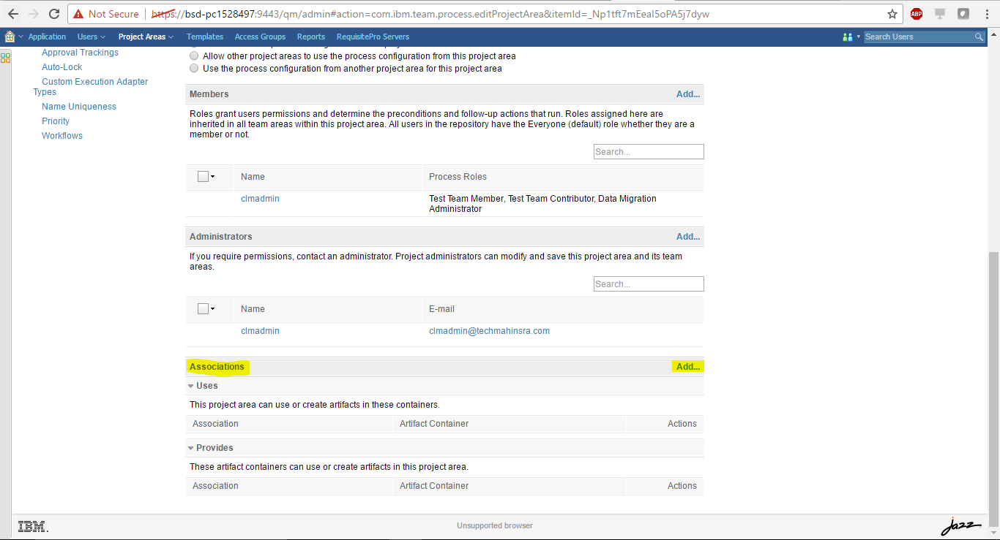 Not Secure https://bsd-pc1528497:9443/qm/admin#action=com.ibm.team.process.editProjectArea&itemId=_Np1tft7mEeaI5oPA5j7dyw ABP
Application Users Project Areas Templates Access Groups Reports RequisitePro Servers Search Users
Approval Trackings
Auto-Lock
Custom Execution Adapter
Types
Name Uniqueness
Priority
Workflows
Allow other project areas to use the process configuration from this project area
Use the process configuration from another project area for this project area
Members Add...
Roles grant users permissions and determine the preconditions and follow-up actions that run. Roles assigned here are
inherited in all team areas within this project area. All users in the repository have the Everyone (default) role whether they are a
member or not.
Search...
Name Process Roles
clmadmin Test Team Member, Test Team Contributor, Data Migration
Administrator
Administrators Add...
If you require permissions, contact an administrator. Project administrators can modify and save this project area and its team
areas.
Search...
Name E-mail
clmadmin clmadmin@techmahinsra.com
Associations Add...
Uses
This project area can use or create artifacts in these containers.
Association Artifact Container Actions
Provides
These artifact containers can use or create artifacts in this project area.
Association Artifact Container Actions
IBM. Unsupported browser jazz